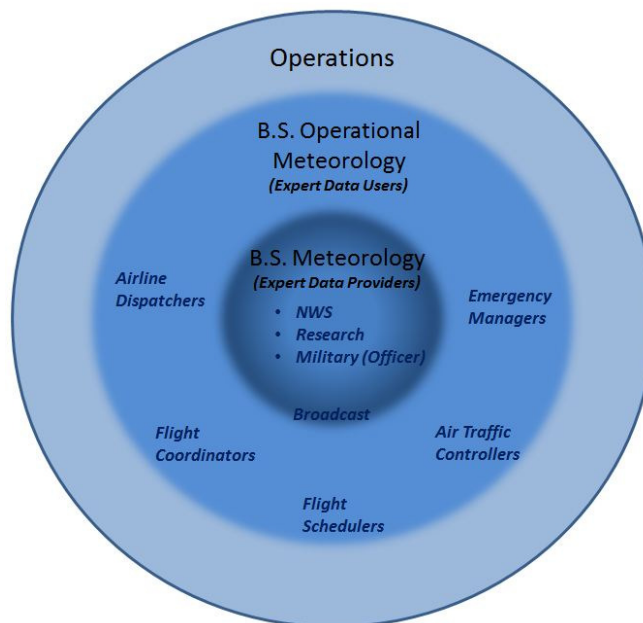 Operations
B.S. Operational
Meteorology
(Expert Data Users)
B.S. Meteorology
(Expert Data Providers)
• NWS
• Research
• Military (Officer)
Broadcast
Airline
Dispatchers
Emergency
Managers
Flight
Coordinators
Air Traffic
Controllers
Flight
Schedulers